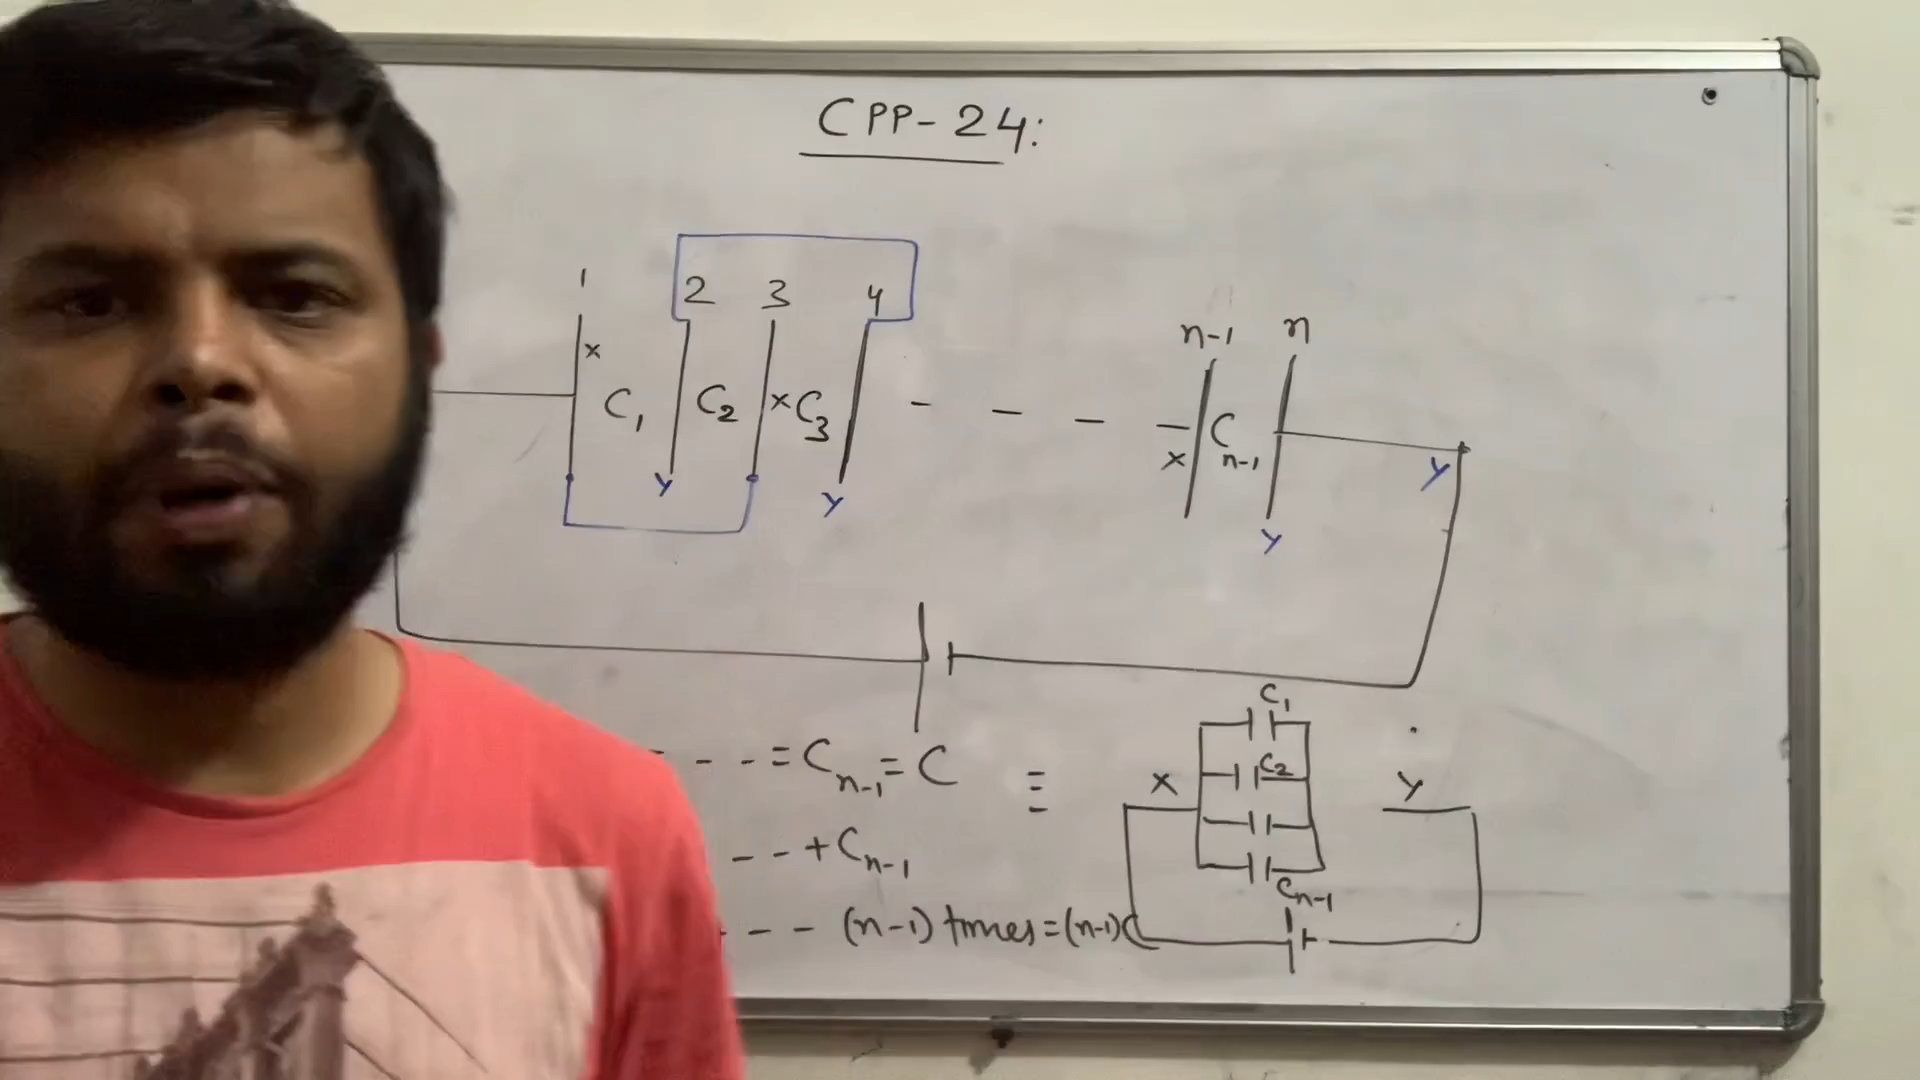 CPP-24:
1 2 3 4 n-1 n
x C1 C2 x C3 - - - - x Cn-1 y
y y y
C1
- - - = Cn-1 = C ≡ x C2 y
- - + Cn-1
Cn-1
- - - (n-1) times = (n-1)C